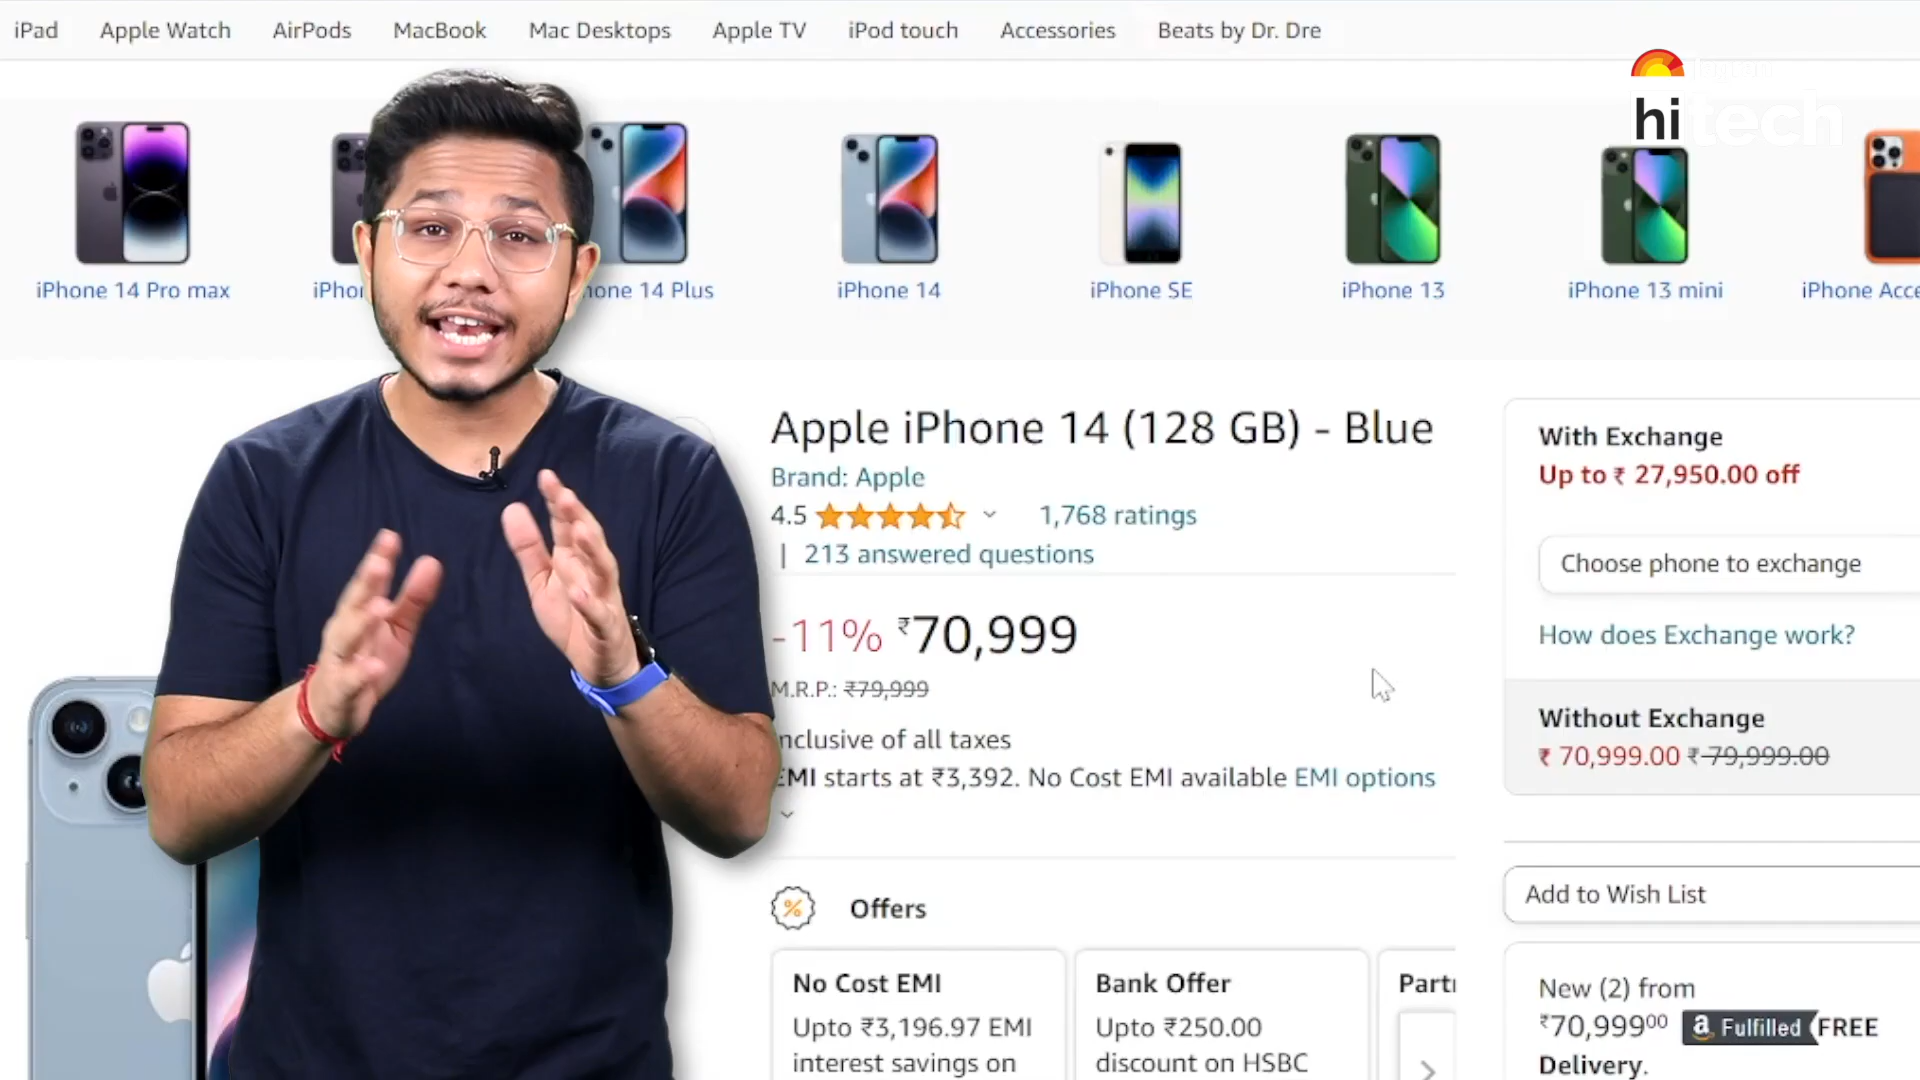 iPad Apple Watch AirPods MacBook Mac Desktops Apple TV iPod touch Accessories Beats by Dr. Dre
hitech
iPhone 14 Pro max iPho hone 14 Plus iPhone 14 iPhone SE iPhone 13 iPhone 13 mini iPhone Acce
Apple iPhone 14 (128 GB) - Blue
Brand: Apple
4.5 1,768 ratings
| 213 answered questions
-11% ₹70,999
M.R.P.: ₹79,999
nclusive of all taxes
EMI starts at ₹3,392. No Cost EMI available EMI options
Offers
No Cost EMI
Upto ₹3,196.97 EMI
interest savings on
Bank Offer
Upto ₹250.00
discount on HSBC
Part
With Exchange
Up to ₹ 27,950.00 off
Choose phone to exchange
How does Exchange work?
Without Exchange
₹ 70,999.00 ₹ 79,999.00
Add to Wish List
New (2) from
₹70,99900 a Fulfilled FREE
Delivery.